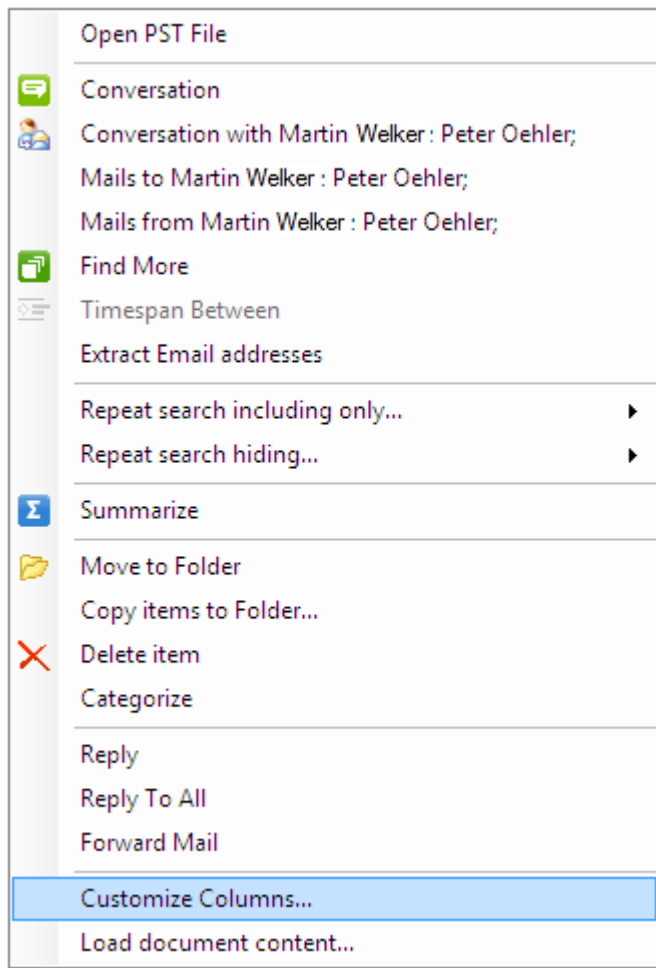 Open PST File
Conversation
Conversation with Martin Welker : Peter Oehler;
Mails to Martin Welker : Peter Oehler;
Mails from Martin Welker : Peter Oehler;
Find More
Timespan Between
Extract Email addresses
Repeat search including only...
Repeat search hiding...
Σ Summarize
Move to Folder
Copy items to Folder...
Delete item
Categorize
Reply
Reply To All
Forward Mail
Customize Columns...
Load document content...